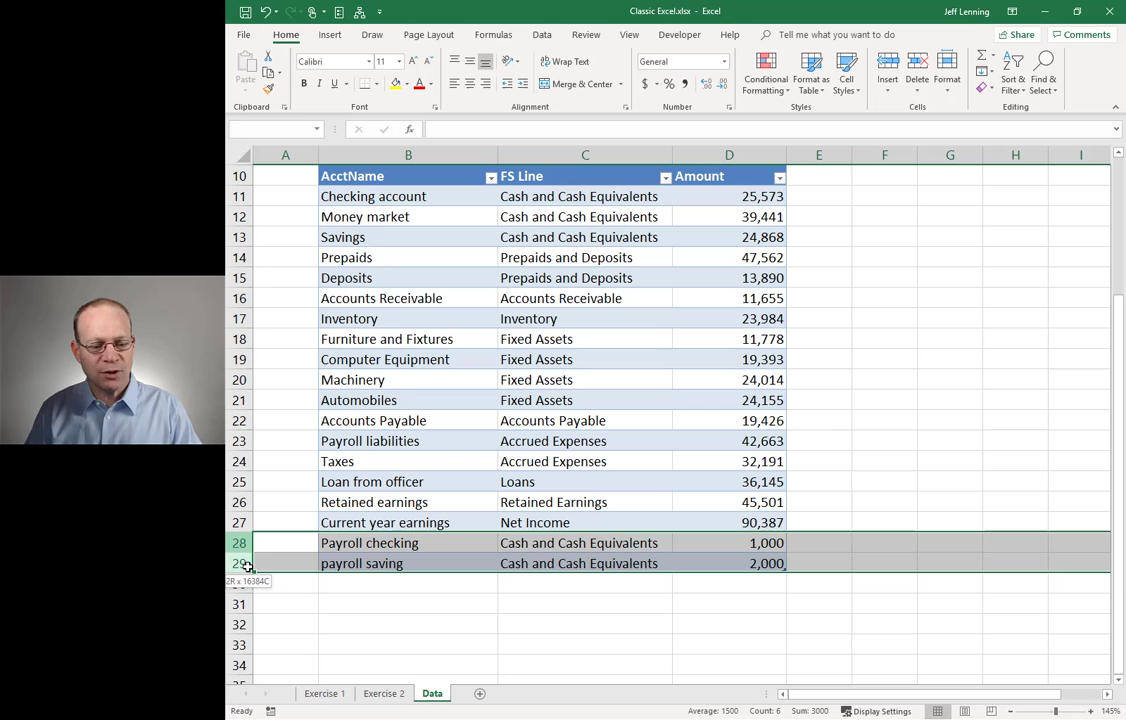 Classic Excel.xlsx - Excel
Jeff Lenning
File Home Insert Draw Page Layout Formulas Data Review View Developer Help Tell me what you want to do Share Comments
Paste
Clipboard
Calibri 11
B I U
Font
Wrap Text
Merge & Center
Alignment
General
$ % ,
Number
Conditional Formatting
Format as Table
Cell Styles
Styles
Insert Delete Format
Cells
Sort & Filter
Find & Select
Editing
fx
A B C D E F G H I
10 AcctName FS Line Amount
11 Checking account Cash and Cash Equivalents 25,573
12 Money market Cash and Cash Equivalents 39,441
13 Savings Cash and Cash Equivalents 24,868
14 Prepaids Prepaids and Deposits 47,562
15 Deposits Prepaids and Deposits 13,890
16 Accounts Receivable Accounts Receivable 11,655
17 Inventory Inventory 23,984
18 Furniture and Fixtures Fixed Assets 11,778
19 Computer Equipment Fixed Assets 19,393
20 Machinery Fixed Assets 24,014
21 Automobiles Fixed Assets 24,155
22 Accounts Payable Accounts Payable 19,426
23 Payroll liabilities Accrued Expenses 42,663
24 Taxes Accrued Expenses 32,191
25 Loan from officer Loans 36,145
26 Retained earnings Retained Earnings 45,501
27 Current year earnings Net Income 90,387
28 Payroll checking Cash and Cash Equivalents 1,000
29 payroll saving Cash and Cash Equivalents 2,000
2R x 16384C
31
32
33
34
Exercise 1 Exercise 2 Data
Ready Average: 1500 Count: 6 Sum: 3000 Display Settings 145%